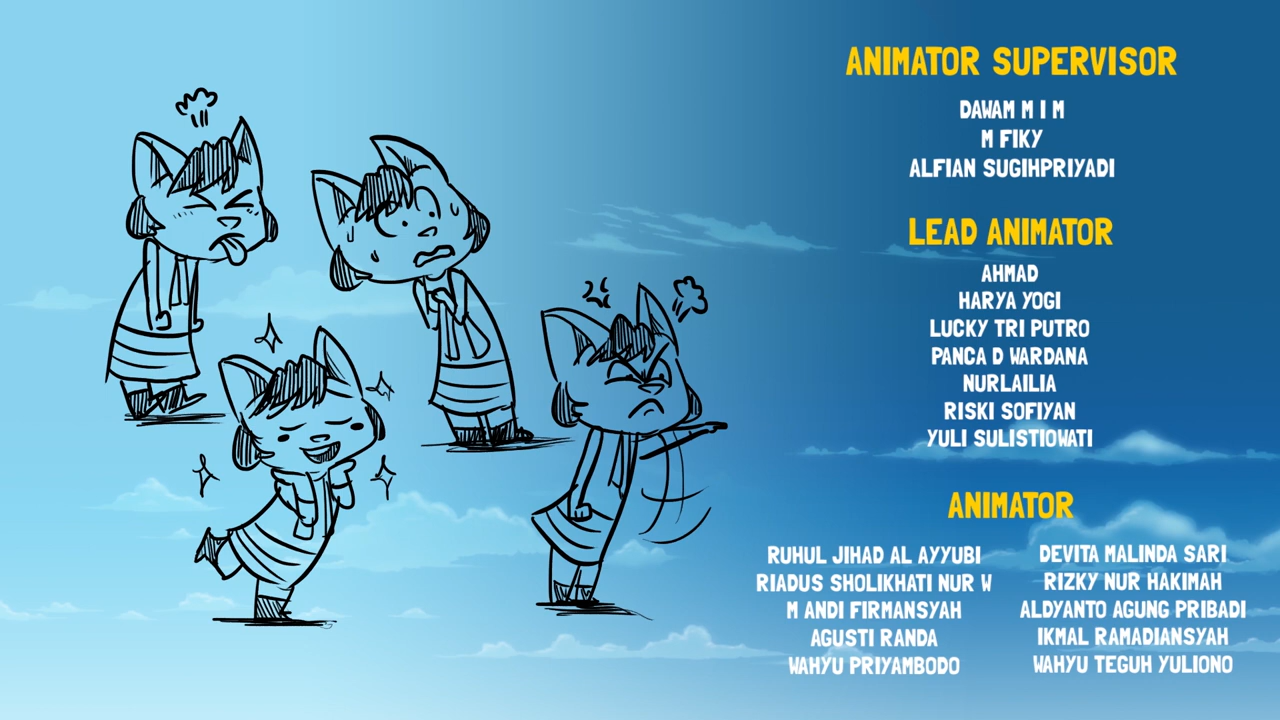 ANIMATOR SUPERVISOR
DAWAM M I M
M FIKY
ALFIAN SUGIHPRIYADI
LEAD ANIMATOR
AHMAD
HARYA YOGI
LUCKY TRI PUTRO
PANCA D WARDANA
NURLAILIA
RISKI SOFIYAN
YULI SULISTIOWATI
ANIMATOR
RUHUL JIHAD AL AYYUBI
RIADUS SHOLIKHATI NUR W
M ANDI FIRMANSYAH
AGUSTI RANDA
WAHYU PRIYAMBODO
DEVITA MALINDA SARI
RIZKY NUR HAKIMAH
ALDYANTO AGUNG PRIBADI
IKMAL RAMADIANSYAH
WAHYU TEGUH YULIONO